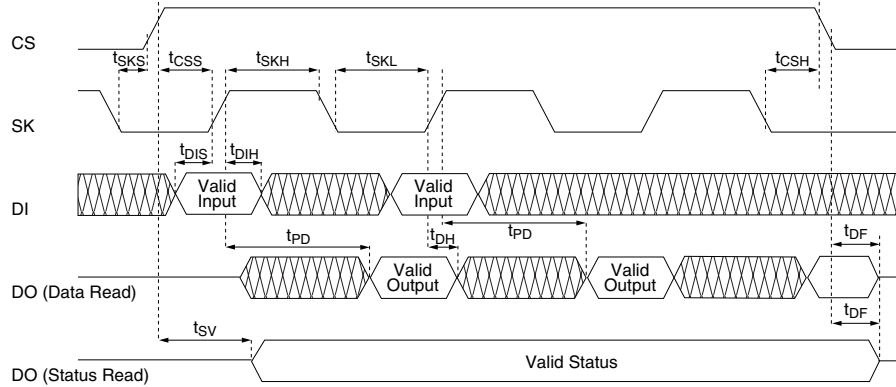 CS
tSKS
tCSS
tSKH
tSKL
tCSH
SK
tDIS
tDIH
DI
Valid
Input
Valid
Input
tPD
tDH
tPD
tDF
DO (Data Read)
Valid
Output
Valid
Output
tDF
tSV
DO (Status Read)
Valid Status